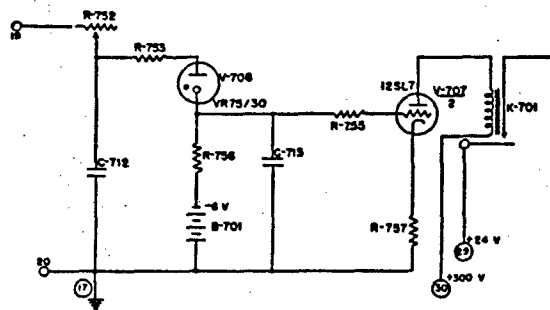 R-752
19
R-753
V-708
VR75/30
12SL7
V-707
2
K-701
R-755
C-712
R-756
C-713
-6 V
B-701
R-757
+24 V
29
20
17
+300 V
30